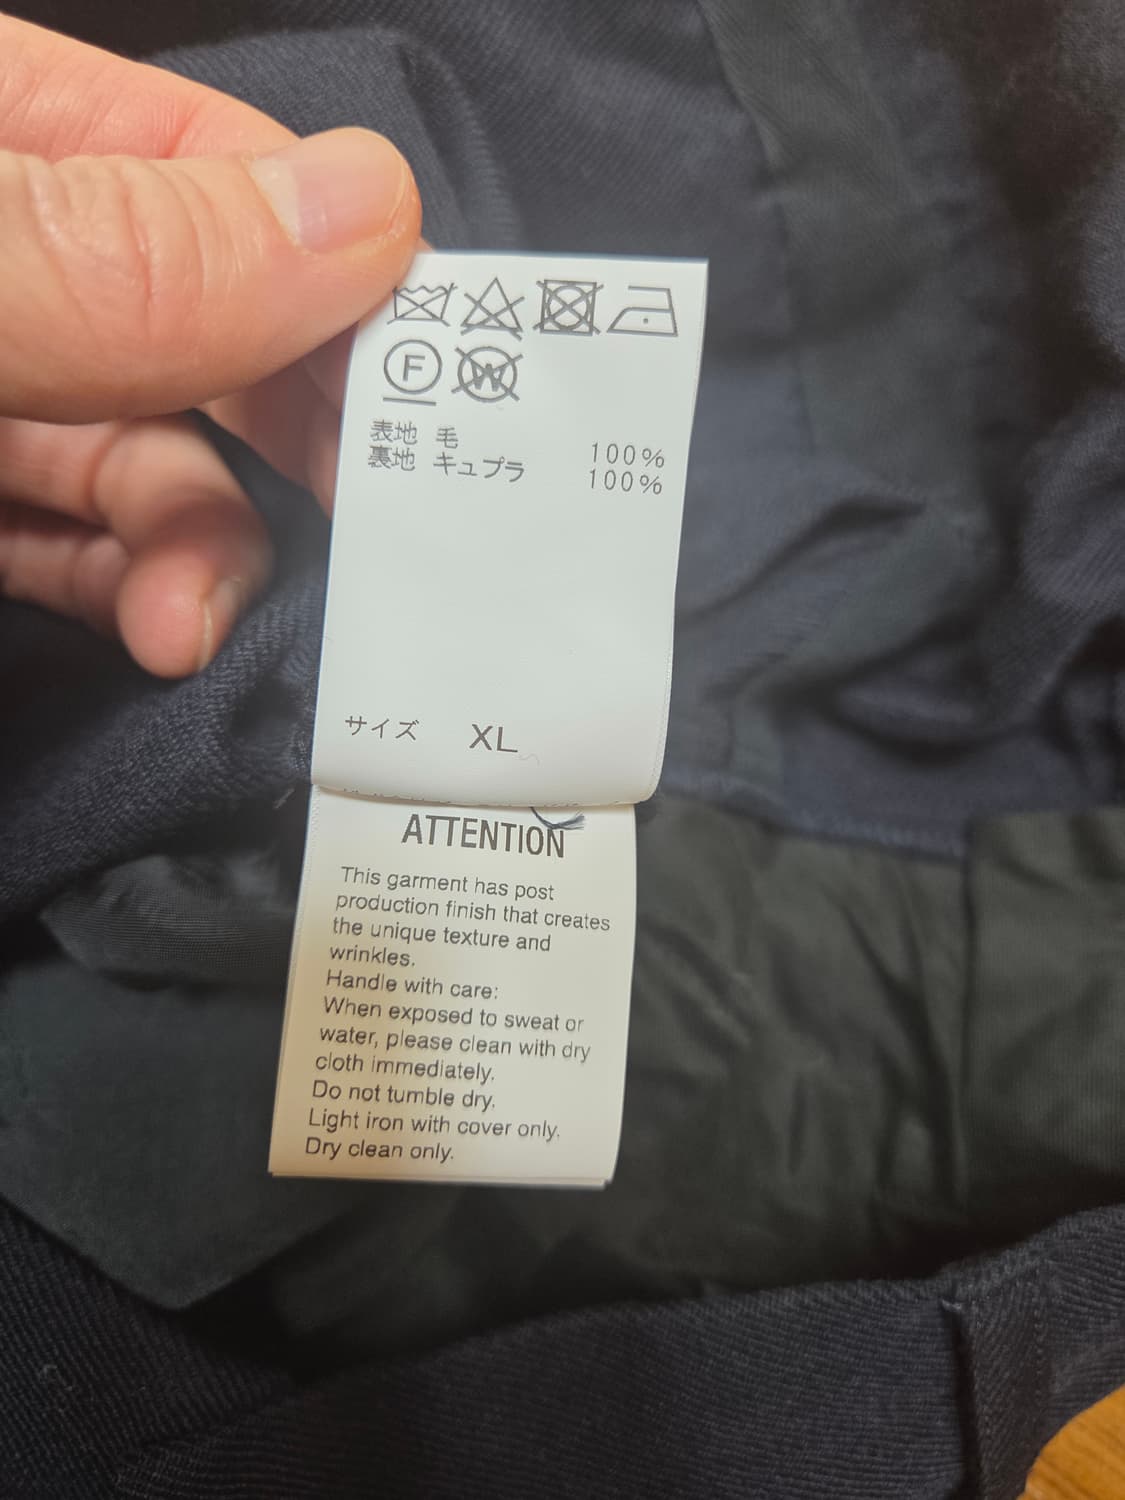 F W
表地 毛 100%
裏地 キュプラ 100%
サイズ XL
ATTENTION
This garment has post
production finish that creates
the unique texture and
wrinkles.
Handle with care:
When exposed to sweat or
water, please clean with dry
cloth immediately.
Do not tumble dry.
Light iron with cover only.
Dry clean only.